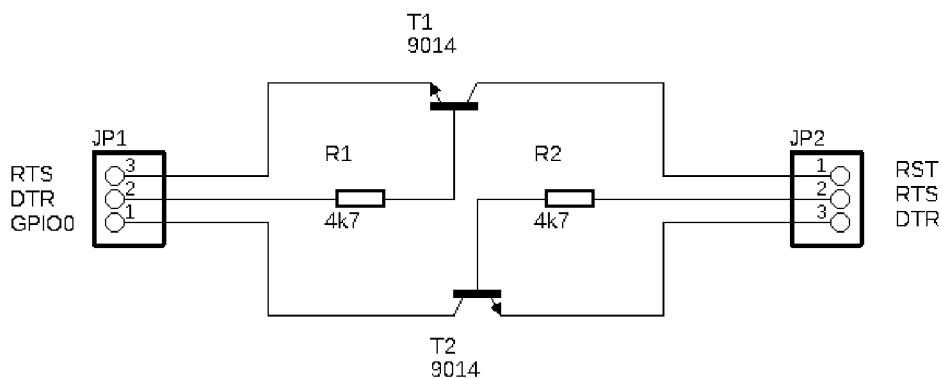 T1
9014
JP1
JP2
R1
R2
3
1
RTS
RST
2
2
DTR
RTS
1
3
GPIO0
DTR
4k7
4k7
T2
9014